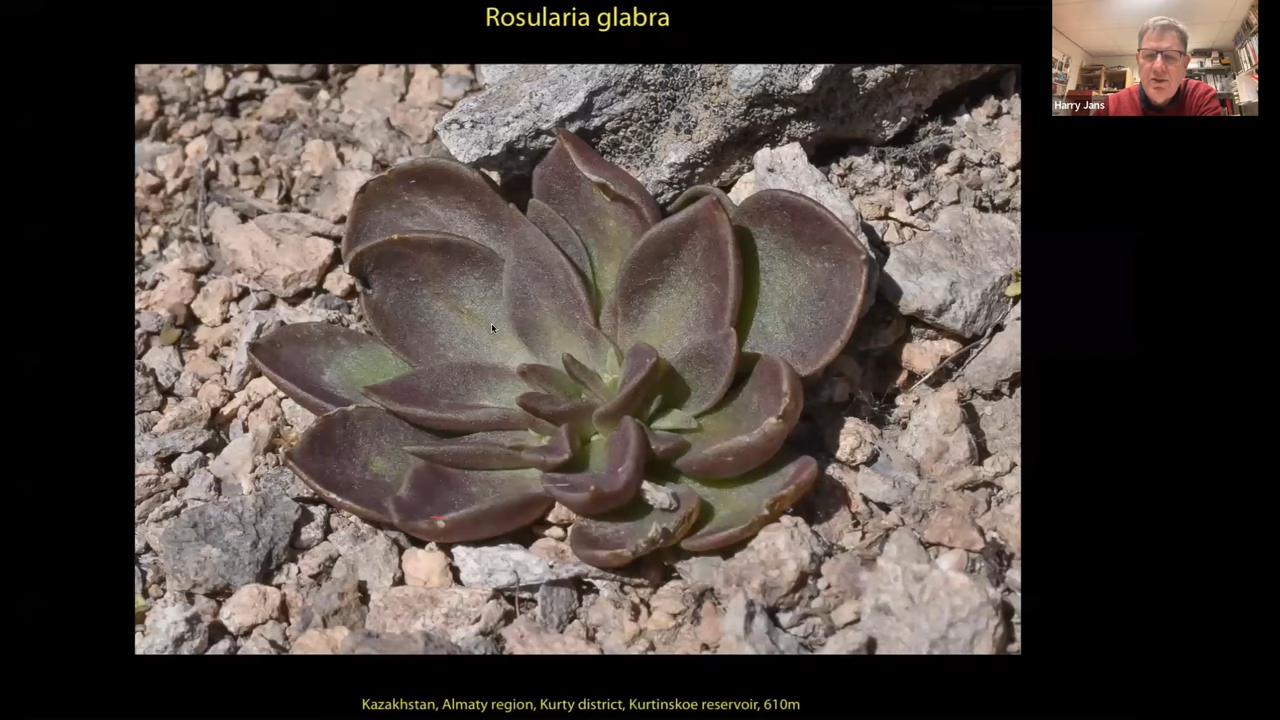 Rosularia glabra
Harry Jans
Kazakhstan, Almaty region, Kurty district, Kurtinskoe reservoir, 610m